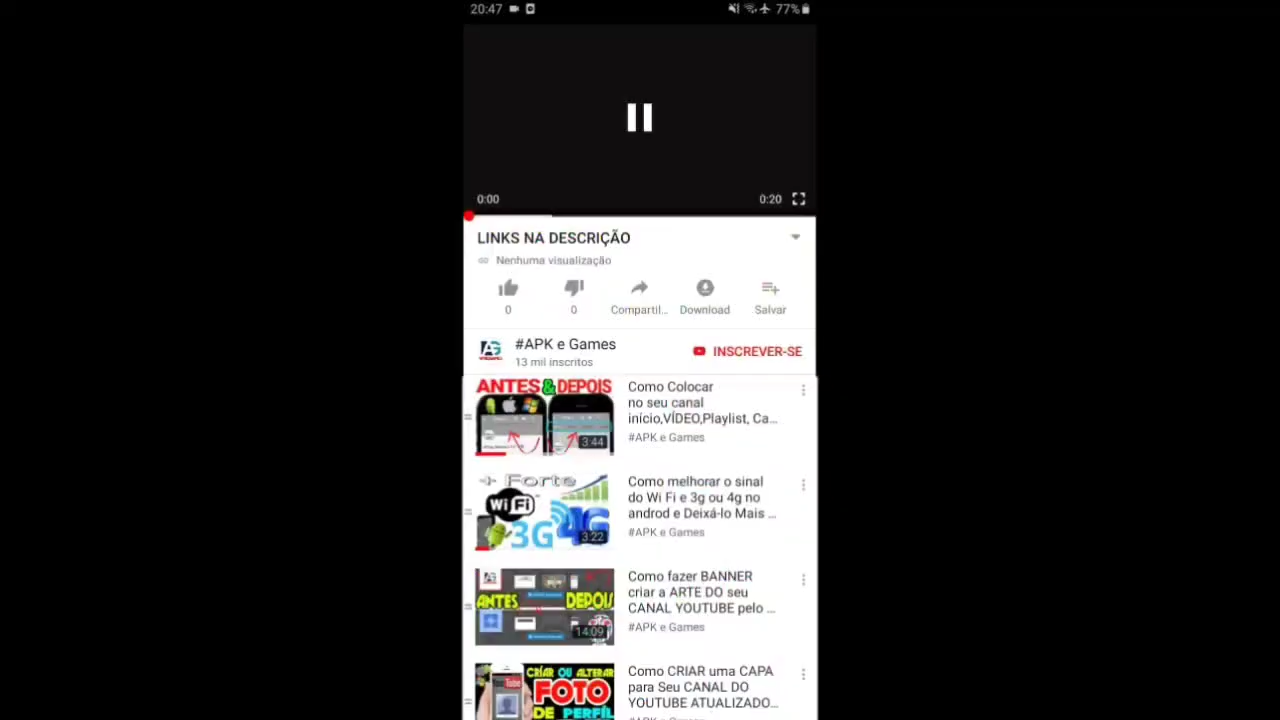 20:47
77%
0:00
0:20
LINKS NA DESCRIÇÃO
Nenhuma visualização
0
0
Compartil...
Download
Salvar
#APK e Games
13 mil inscritos
INSCREVER-SE
ANTES & DEPOIS
3:44
Como Colocar
no seu canal
início,VÍDEO,Playlist, Ca...
#APK e Games
+ Forte
Wi Fi
3G
4G
3:22
Como melhorar o sinal
do Wi Fi e 3g ou 4g no
androd e Deixá-lo Mais ...
#APK e Games
ANTES
DEPOIS
14:09
Como fazer BANNER
criar a ARTE DO seu
CANAL YOUTUBE pelo ...
#APK e Games
CRIAR OU ALTERAR
FOTO
DE PERFIL
Como CRIAR uma CAPA
para Seu CANAL DO
YOUTUBE ATUALIZADO...